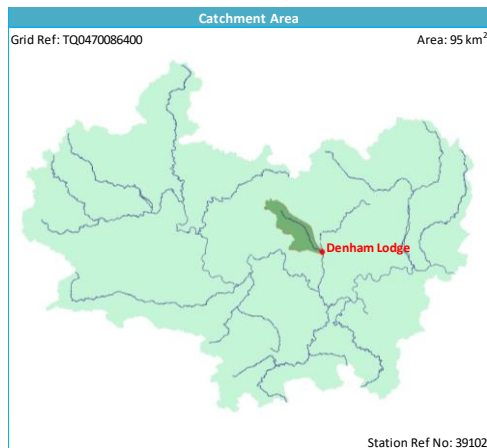 Catchment Area
Grid Ref: TQ0470086400 Area: 95 km²
Denham Lodge
Station Ref No: 39102